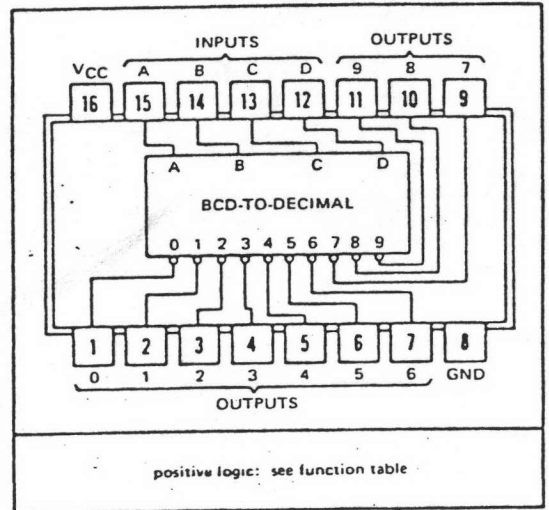 INPUTS OUTPUTS
VCC A B C D 9 8 7
16 15 14 13 12 11 10 9
A B C D
BCD-TO-DECIMAL
0 1 2 3 4 5 6 7 8 9
1 2 3 4 5 6 7 8
0 1 2 3 4 5 6 GND
OUTPUTS
positive logic: see function table